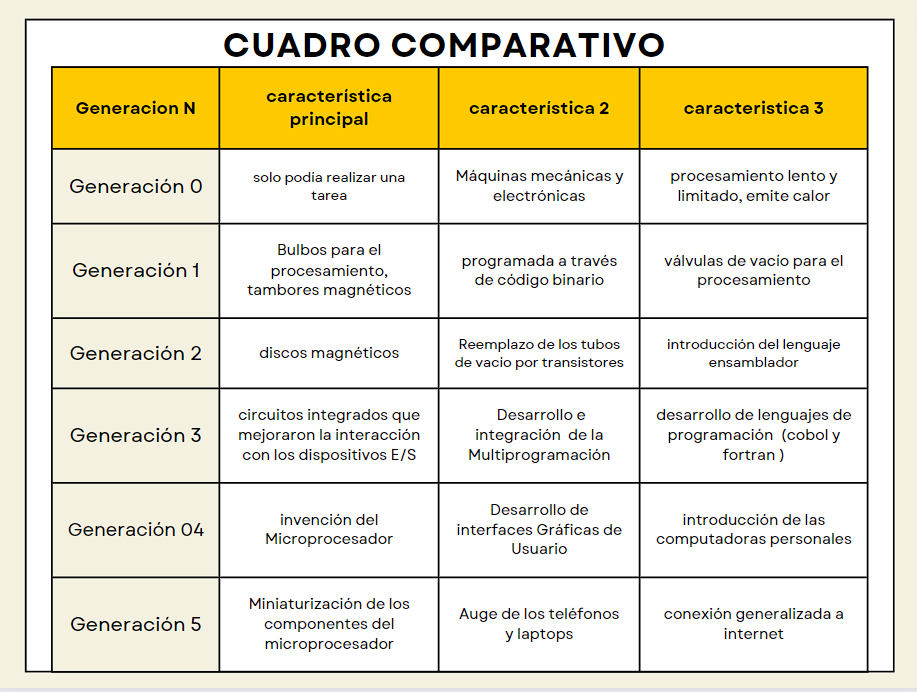 CUADRO COMPARATIVO
Generacion N
característica
principal
característica 2
caracteristica 3
Generación 0
solo podía realizar una
tarea
Máquinas mecánicas y
electrónicas
procesamiento lento y
limitado, emite calor
Generación 1
Bulbos para el
procesamiento,
tambores magnéticos
programada a través
de código binario
válvulas de vacío para el
procesamiento
Generación 2
discos magnéticos
Reemplazo de los tubos
de vacío por transistores
introducción del lenguaje
ensamblador
Generación 3
circuitos integrados que
mejoraron la interacción
con los dispositivos E/S
Desarrollo e
integración de la
Multiprogramación
desarrollo de lenguajes de
programación (cobol y
fortran )
Generación 04
invención del
Microprocesador
Desarrollo de
interfaces Gráficas de
Usuario
introducción de las
computadoras personales
Generación 5
Miniaturización de los
componentes del
microprocesador
Auge de los teléfonos
y laptops
conexión generalizada a
internet